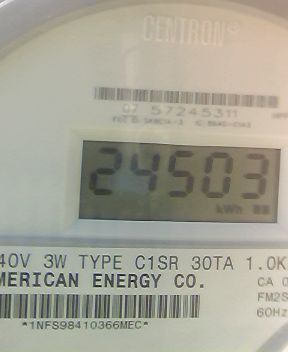 CENTRON®
07 57245311
24503
kWh
40V 3W TYPE C1SR 30TA 1.0K
MERICAN ENERGY CO.
CA 0
FM2S
60Hz
*1NFS98410366MEC*